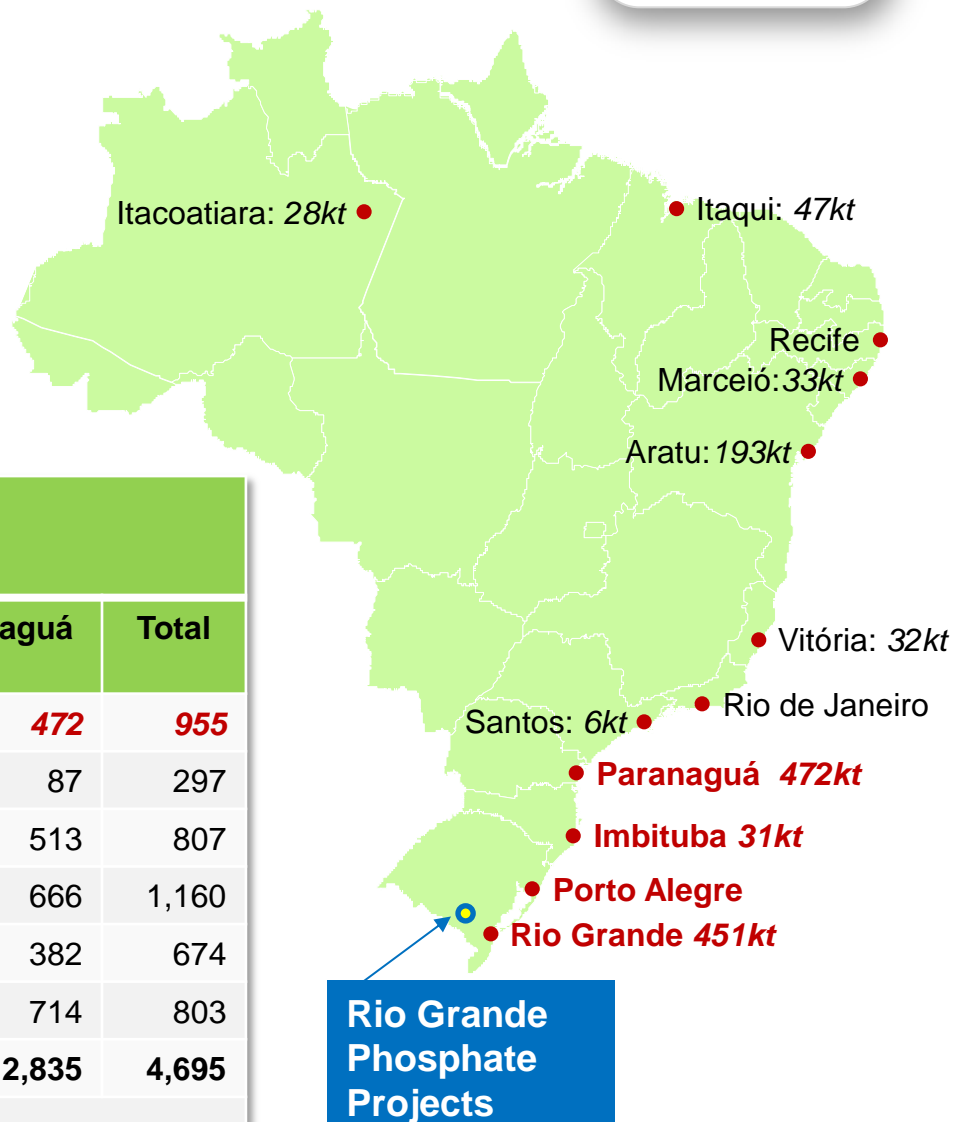 Itacoatiara: 28kt
Itaqui: 47kt
Recife
Marceió:33kt
Aratu:193kt
Vitória: 32kt
Rio de Janeiro
Santos: 6kt
Paranaguá 472kt
Imbituba 31kt
Porto Alegre
Rio Grande 451kt
Rio Grande
Phosphate
Projects
aguá Total
472 955
87 297
513 807
666 1,160
382 674
714 803
2,835 4,695